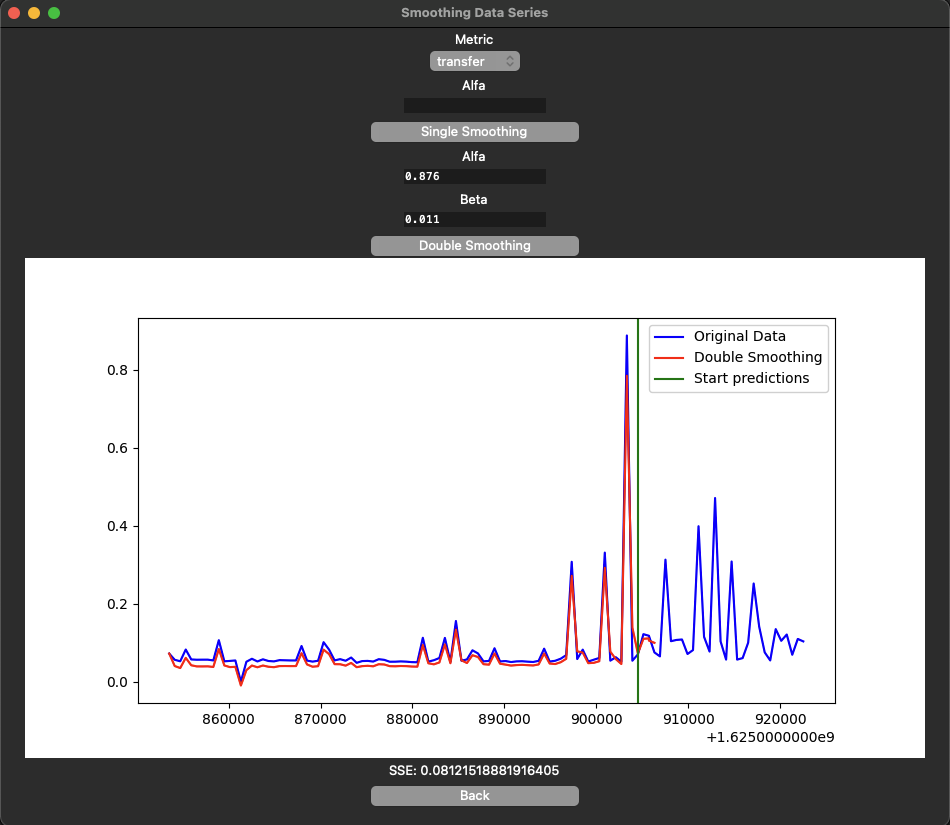 Smoothing Data Series
Metric
transfer
Alfa
Single Smoothing
Alfa
0.876
Beta
0.011
Double Smoothing
Original Data
Double Smoothing
Start predictions
0.8
0.6
0.4
0.2
0.0
860000 870000 880000 890000 900000 910000 920000
+1.6250000000e9
SSE: 0.08121518881916405
Back